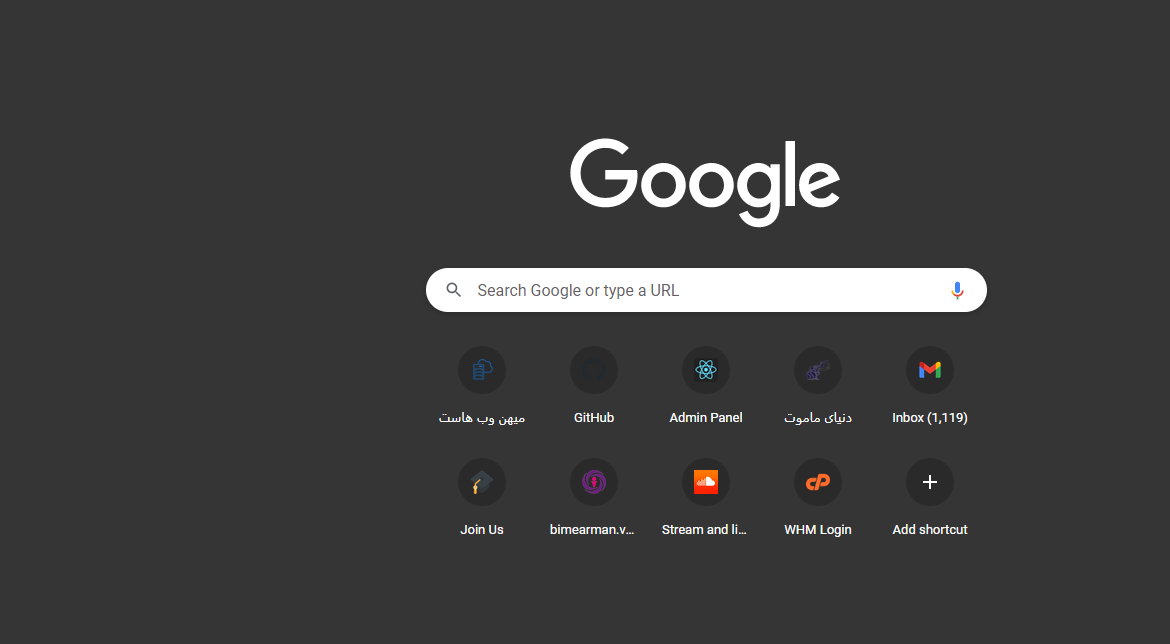 Google
Search Google or type a URL
میهن وب هاست
GitHub
Admin Panel
دنیای ماموت
Inbox (1,119)
Join Us
bimearman.v...
Stream and li...
WHM Login
Add shortcut